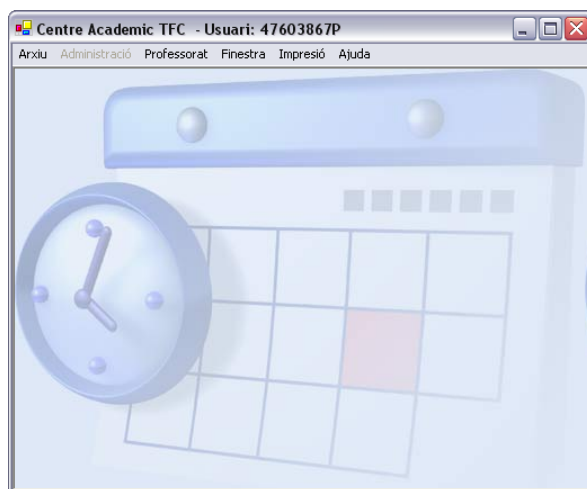 Centre Academic TFC - Usuari: 47603867P
Arxiu Administració Professorat Finestra Impresió Ajuda